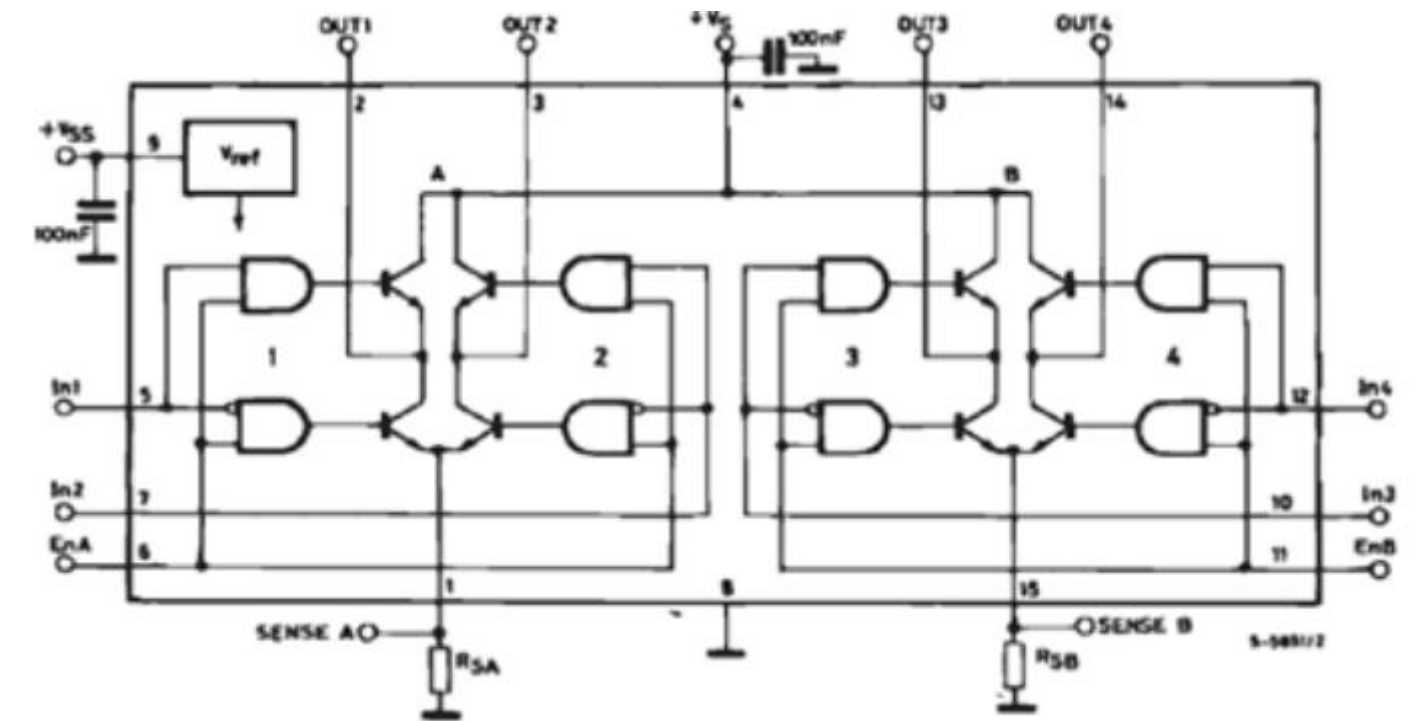 OUT1 OUT2 +VS 100nF OUT3 OUT4
2 3 4 13 14
+VSS 9 Vref
A B
100nF
1 2 3 4
In1 5 12 In4
In2 7 10 In3
EnA 6 11 EnB
1 8 15
SENSE A SENSE B
RSA RSB
S-5851/2